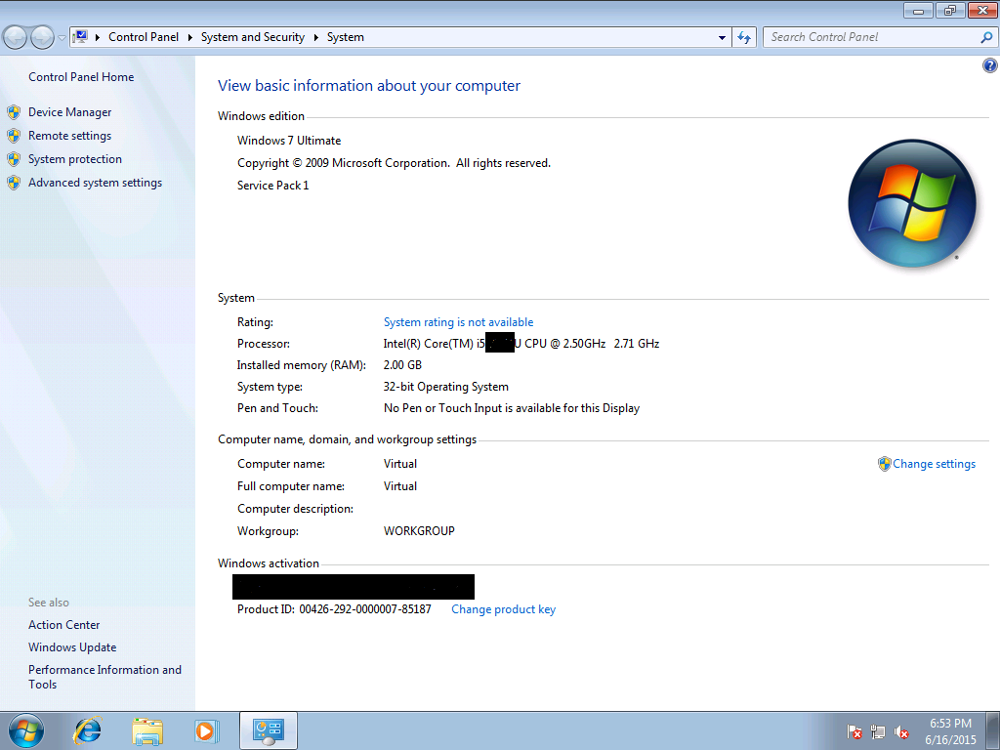 Control Panel System and Security System
Search Control Panel
Control Panel Home
Device Manager
Remote settings
System protection
Advanced system settings
View basic information about your computer
Windows edition
Windows 7 Ultimate
Copyright © 2009 Microsoft Corporation. All rights reserved.
Service Pack 1
System
Rating: System rating is not available
Processor: Intel(R) Core(TM) i5 U CPU @ 2.50GHz 2.71 GHz
Installed memory (RAM): 2.00 GB
System type: 32-bit Operating System
Pen and Touch: No Pen or Touch Input is available for this Display
Computer name, domain, and workgroup settings
Computer name: Virtual Change settings
Full computer name: Virtual
Computer description:
Workgroup: WORKGROUP
Windows activation
Product ID: 00426-292-0000007-85187 Change product key
See also
Action Center
Windows Update
Performance Information and
Tools
6:53 PM
6/16/2015